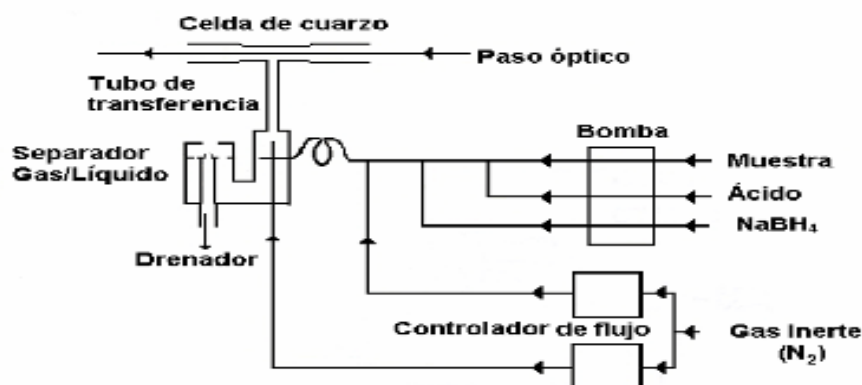 Celda de cuarzo
Paso óptico
Tubo de
transferencia
Bomba
Separador
Gas/Líquido
Muestra
Ácido
NaBH₄
Drenador
Controlador de flujo
Gas Inerte
(N₂)